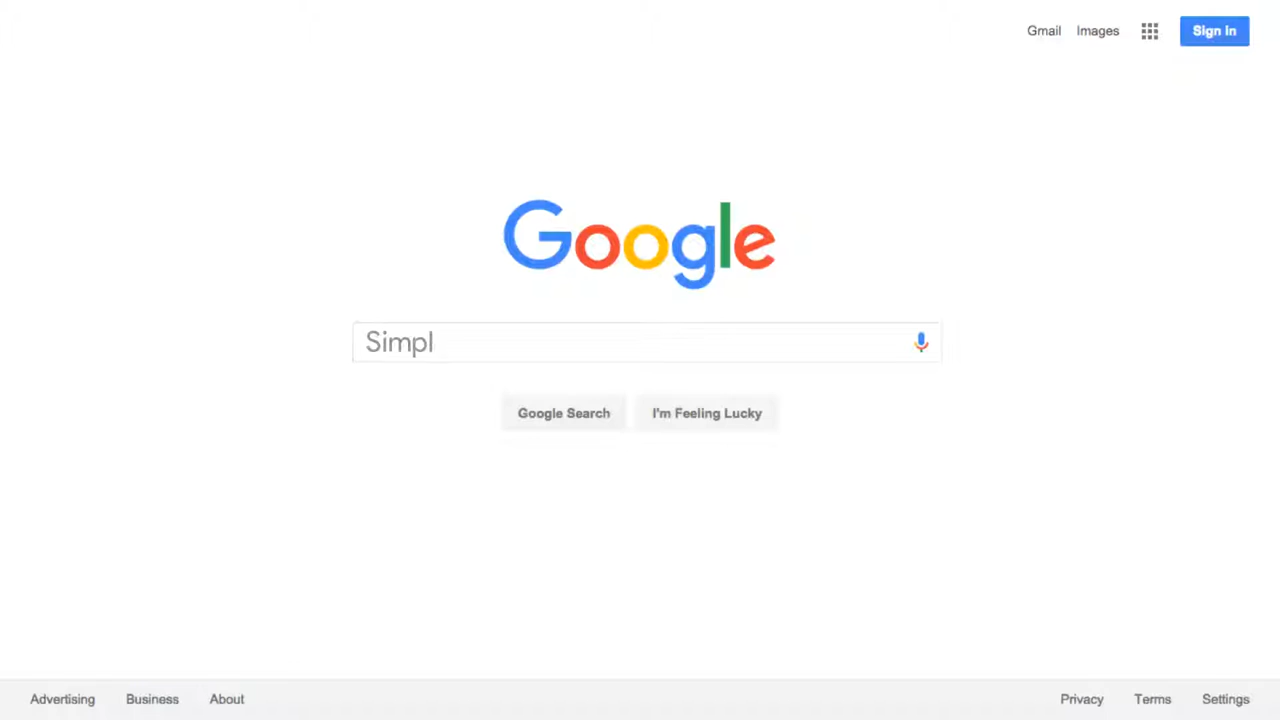 Gmail Images Sign in
Google
Simpl
Google Search I'm Feeling Lucky
Advertising Business About Privacy Terms Settings